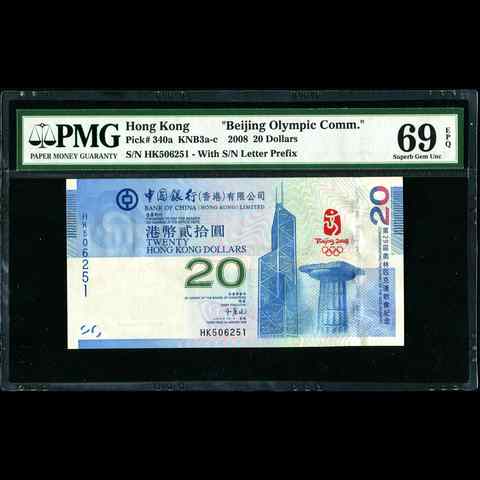 PMG
PAPER MONEY GUARANTY
Hong Kong "Beijing Olympic Comm."
Pick# 340a KNB3a-c 2008 20 Dollars
S/N HK506251 - With S/N Letter Prefix
69 EPQ
Superb Gem Unc
中國銀行(香港)有限公司
BANK OF CHINA (HONG KONG) LIMITED
港幣貳拾圓
TWENTY
HONG KONG DOLLARS
20
HK506251
HK506251
Beijing 2008
20